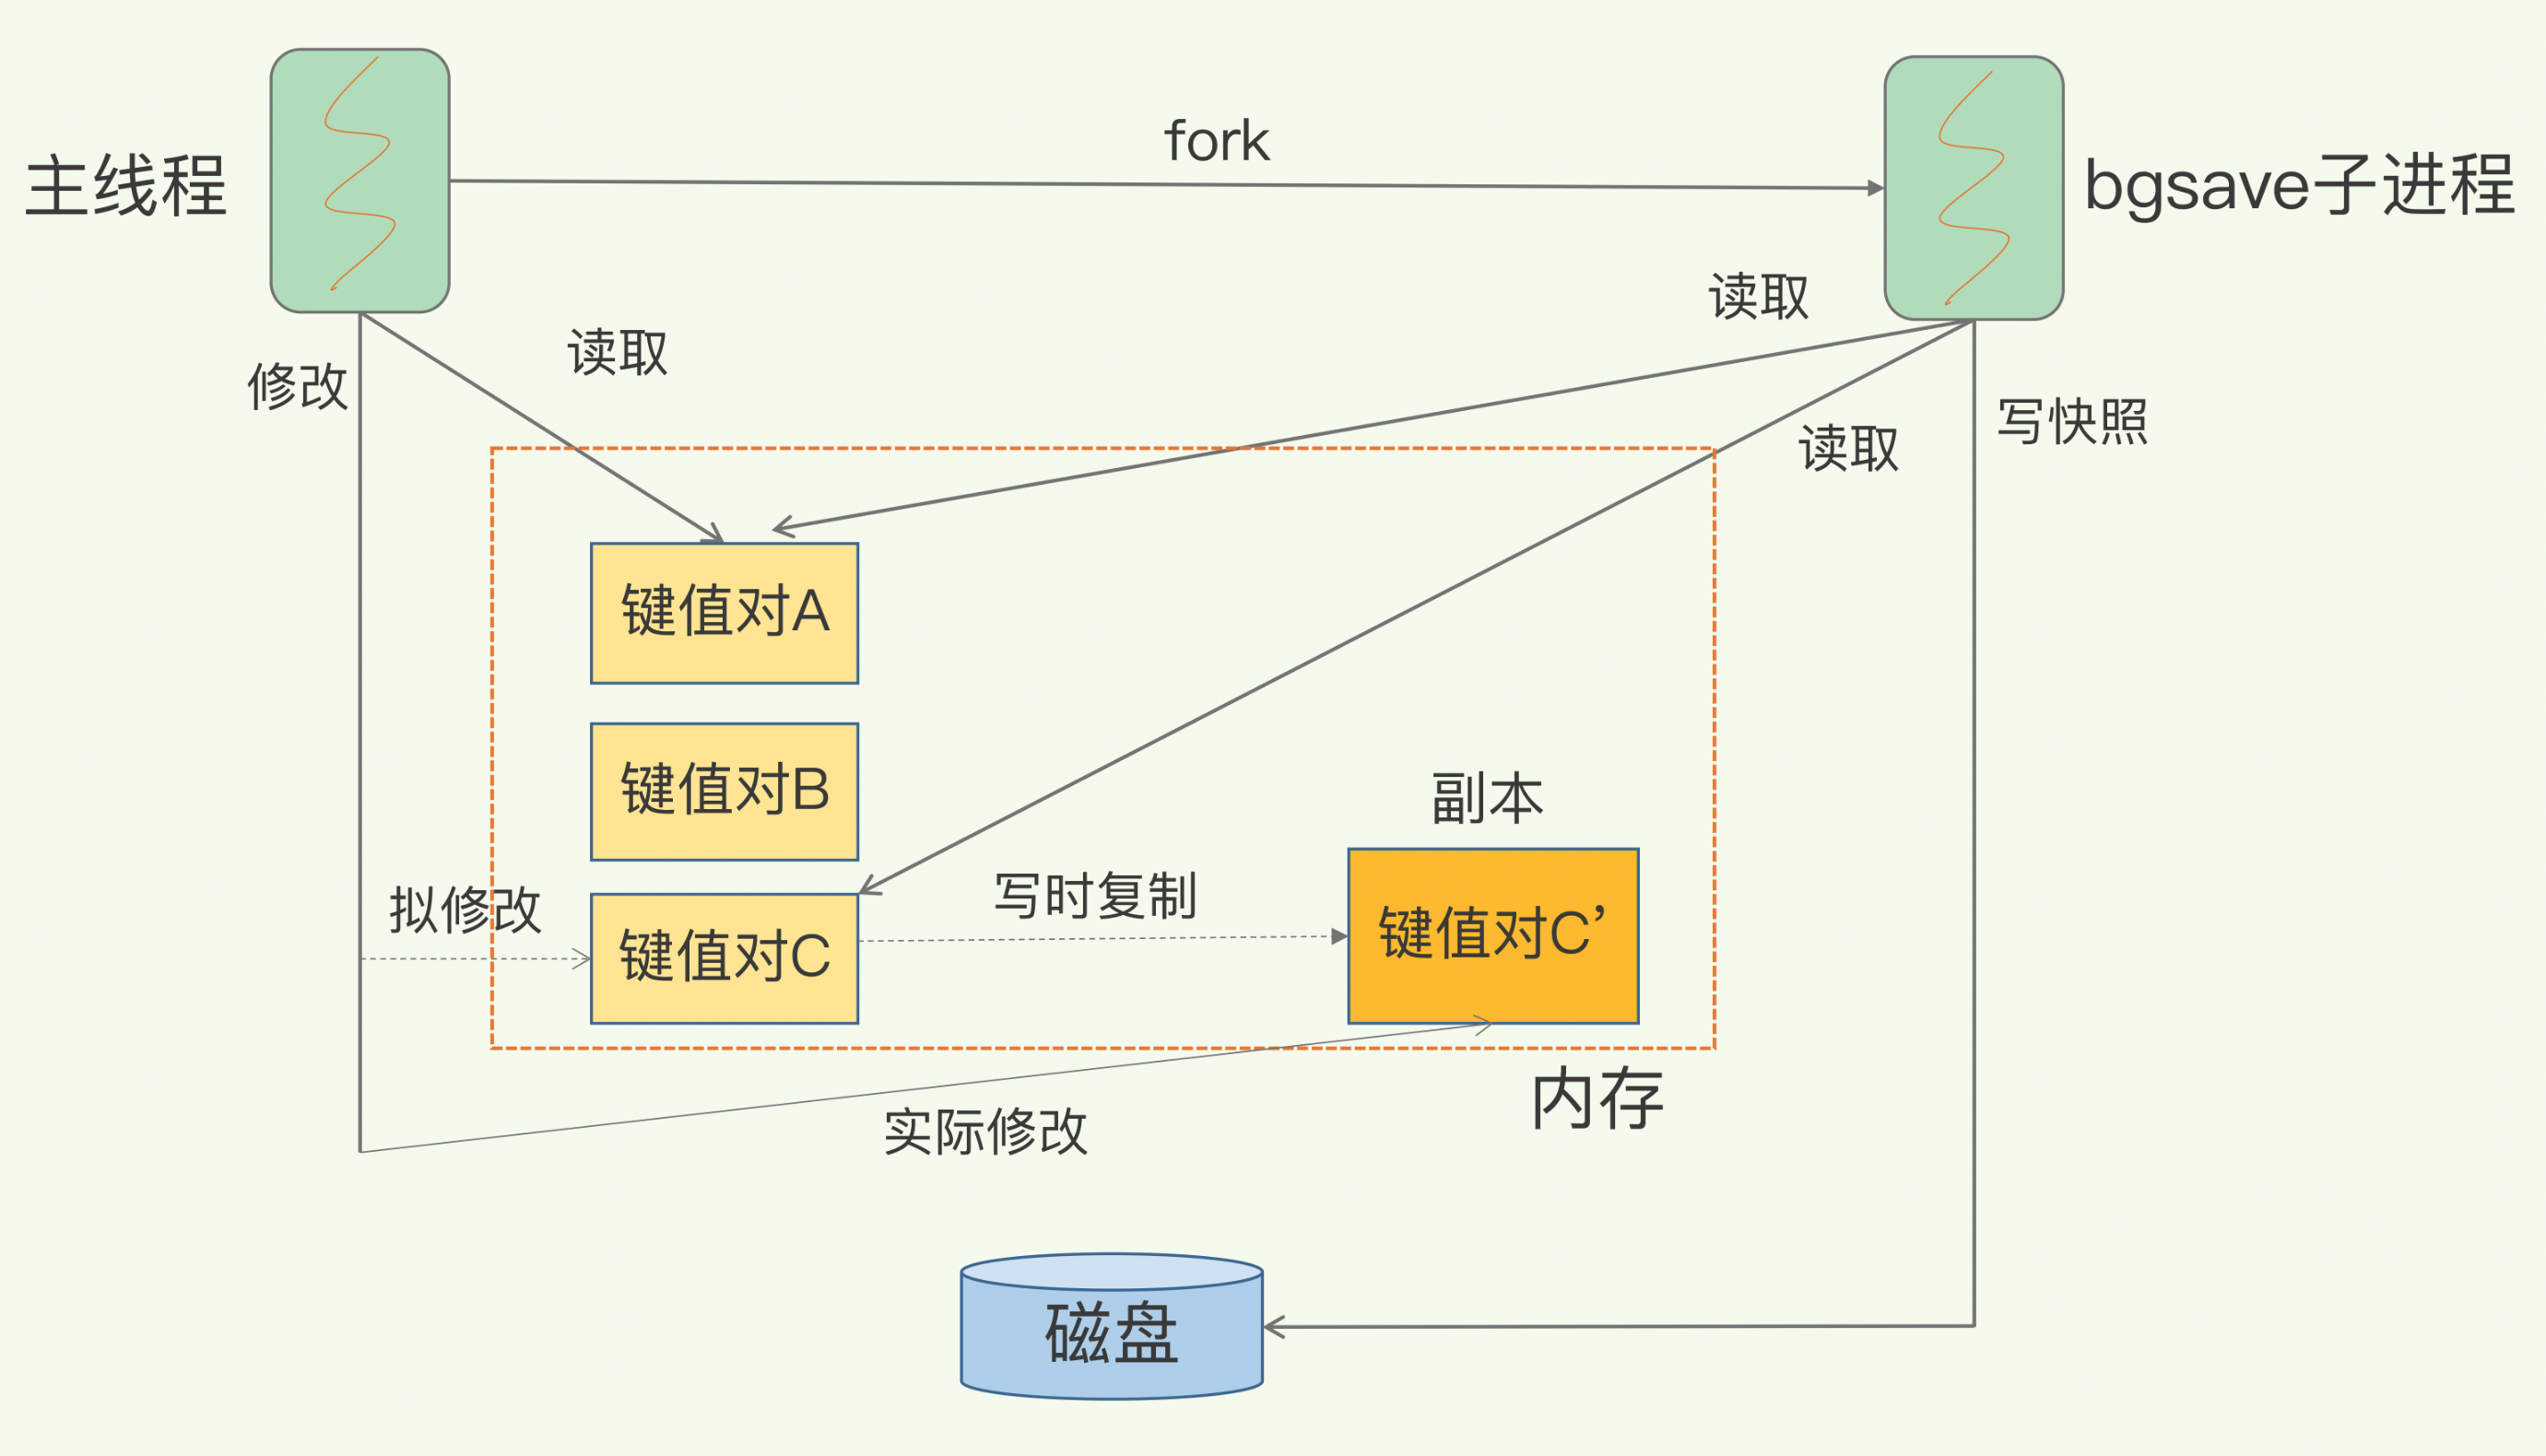 fork
主线程
bgsave子进程
读取
读取
修改
写快照
读取
键值对A
键值对B
副本
写时复制
拟修改
键值对C’
键值对C
内存
实际修改
磁盘